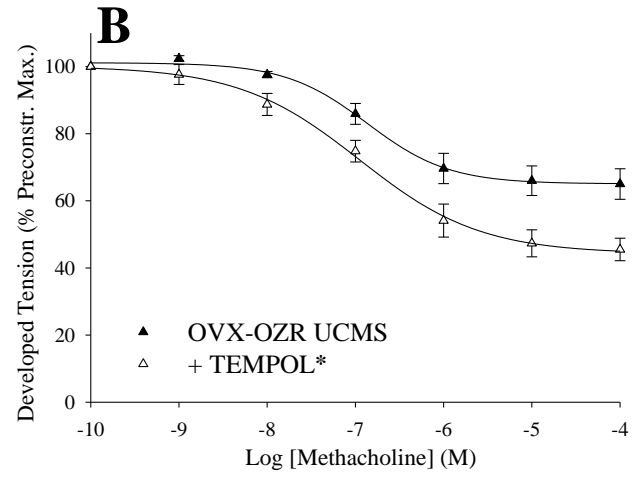 B
Developed Tension (% Preconstr. Max.)
100
80
60
40
20
0
OVX-OZR UCMS
+ TEMPOL*
-10 -9 -8 -7 -6 -5 -4
Log [Methacholine] (M)